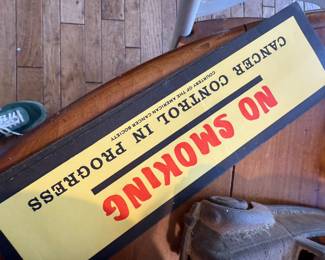 NO SMOKING
CANCER CONTROL IN PROGRESS
COURTESY OF THE AMERICAN CANCER SOCIETY